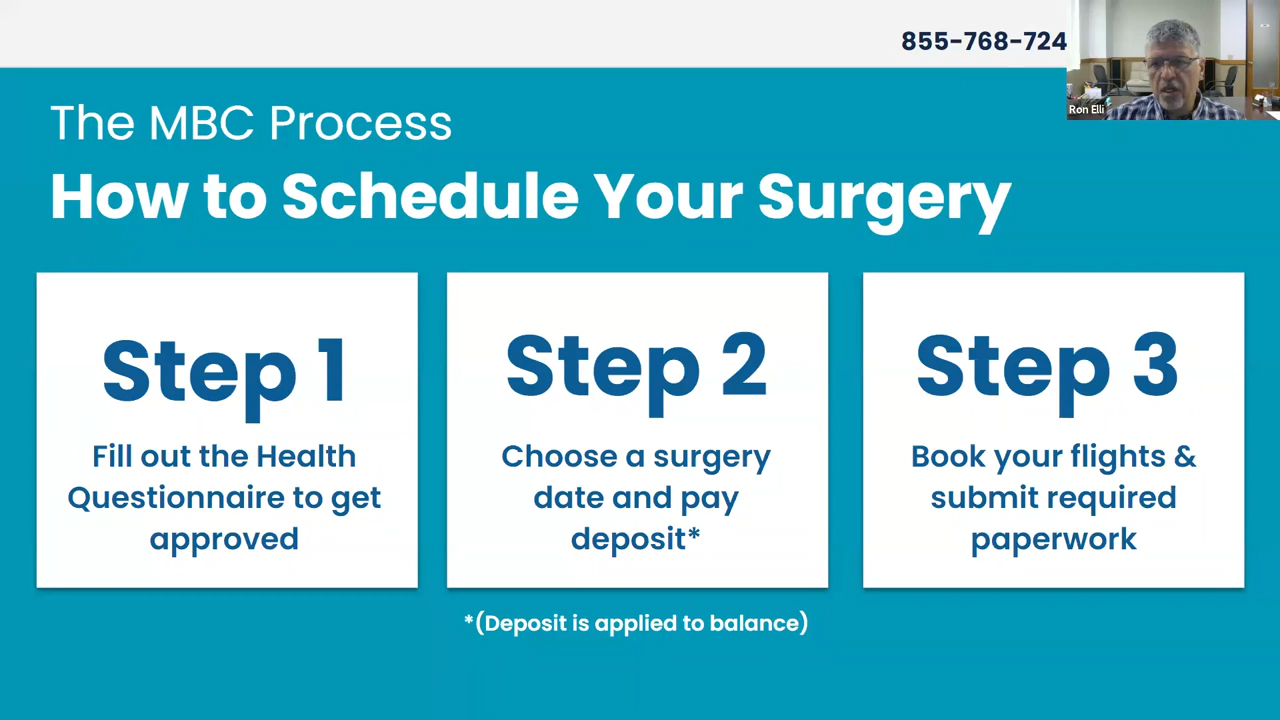 855-768-724
Ron Elli
The MBC Process
How to Schedule Your Surgery
Step 1
Fill out the Health
Questionnaire to get
approved
Step 2
Choose a surgery
date and pay
deposit*
Step 3
Book your flights &
submit required
paperwork
*(Deposit is applied to balance)